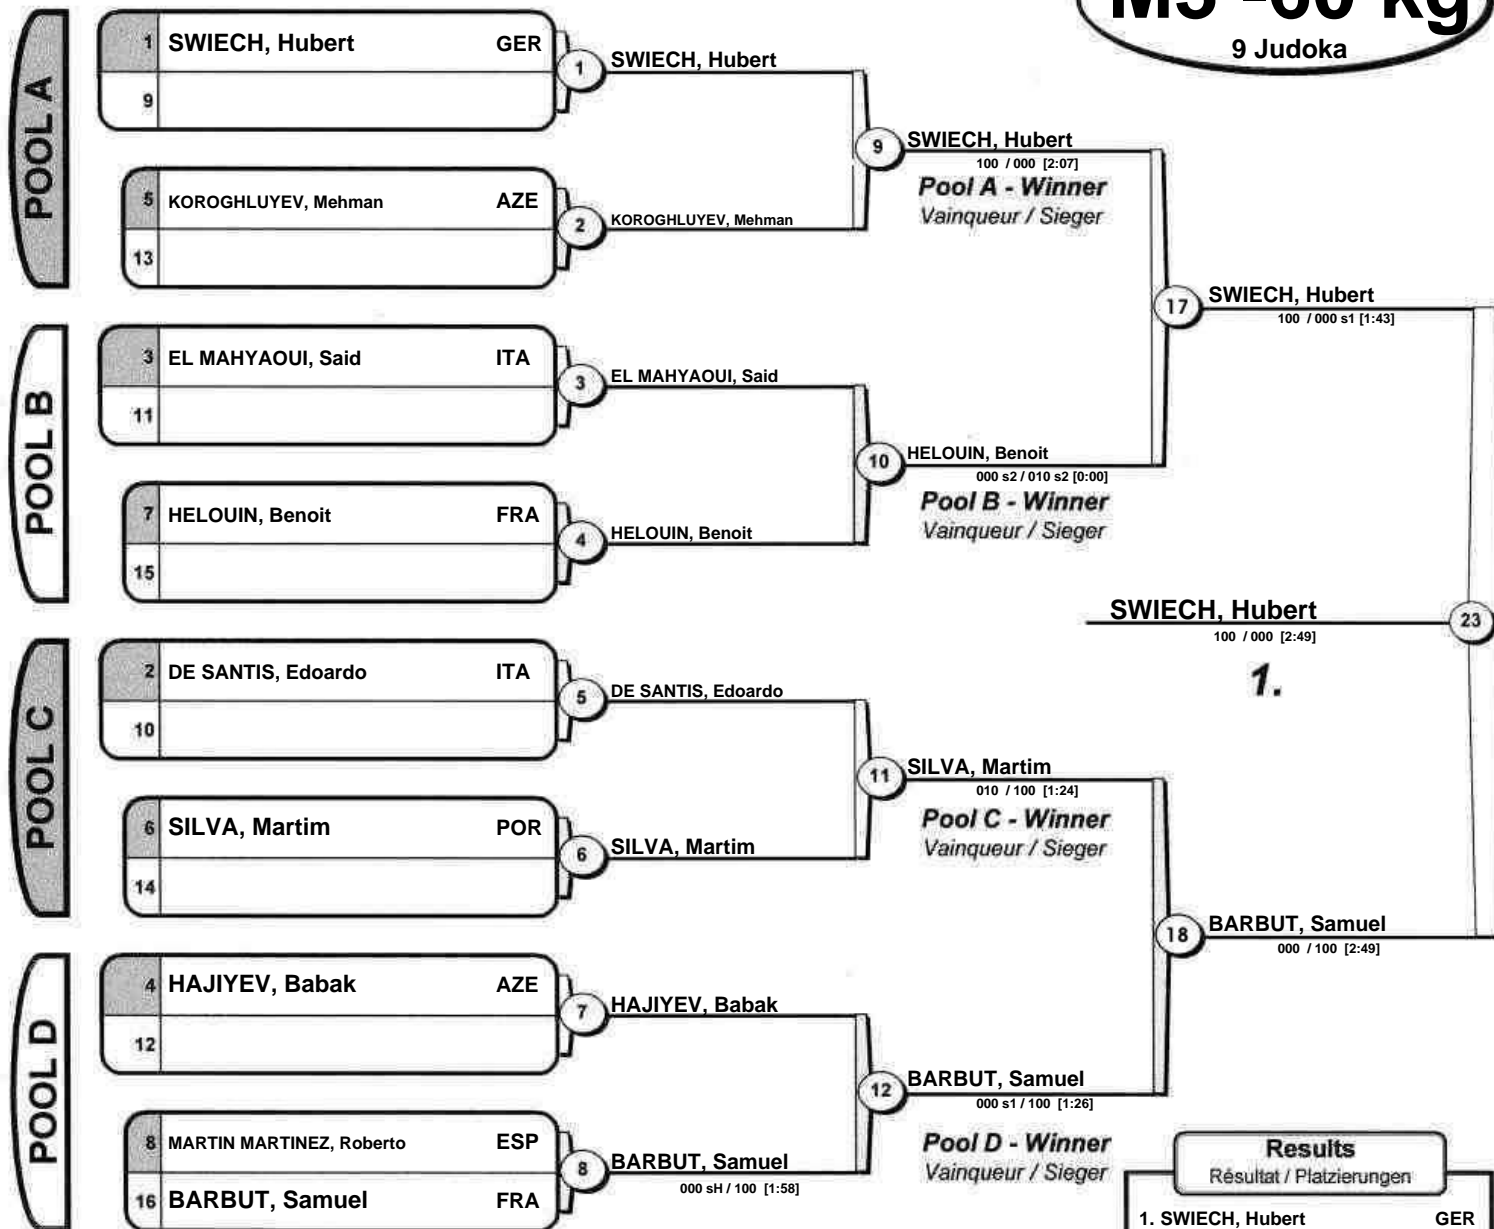 M5 -60 kg
9 Judoka
POOL A
1 SWIECH, Hubert GER
9
5 KOROGHLUYEV, Mehman AZE
13
1 SWIECH, Hubert
2 KOROGHLUYEV, Mehman
9 SWIECH, Hubert
100 / 000 [2:07]
Pool A - Winner
Vainqueur / Sieger
POOL B
3 EL MAHYAOUI, Said ITA
11
7 HELOUIN, Benoit FRA
15
3 EL MAHYAOUI, Said
4 HELOUIN, Benoit
10 HELOUIN, Benoit
000 s2 / 010 s2 [0:00]
Pool B - Winner
Vainqueur / Sieger
17 SWIECH, Hubert
100 / 000 s1 [1:43]
SWIECH, Hubert 23
100 / 000 [2:49]
1.
POOL C
2 DE SANTIS, Edoardo ITA
10
6 SILVA, Martim POR
14
5 DE SANTIS, Edoardo
6 SILVA, Martim
11 SILVA, Martim
010 / 100 [1:24]
Pool C - Winner
Vainqueur / Sieger
POOL D
4 HAJIYEV, Babak AZE
12
8 MARTIN MARTINEZ, Roberto ESP
16 BARBUT, Samuel FRA
7 HAJIYEV, Babak
8 BARBUT, Samuel
000 sH / 100 [1:58]
12 BARBUT, Samuel
000 s1 / 100 [1:26]
Pool D - Winner
Vainqueur / Sieger
18 BARBUT, Samuel
000 / 100 [2:49]
Results
Résultat / Platzierungen
1. SWIECH, Hubert GER